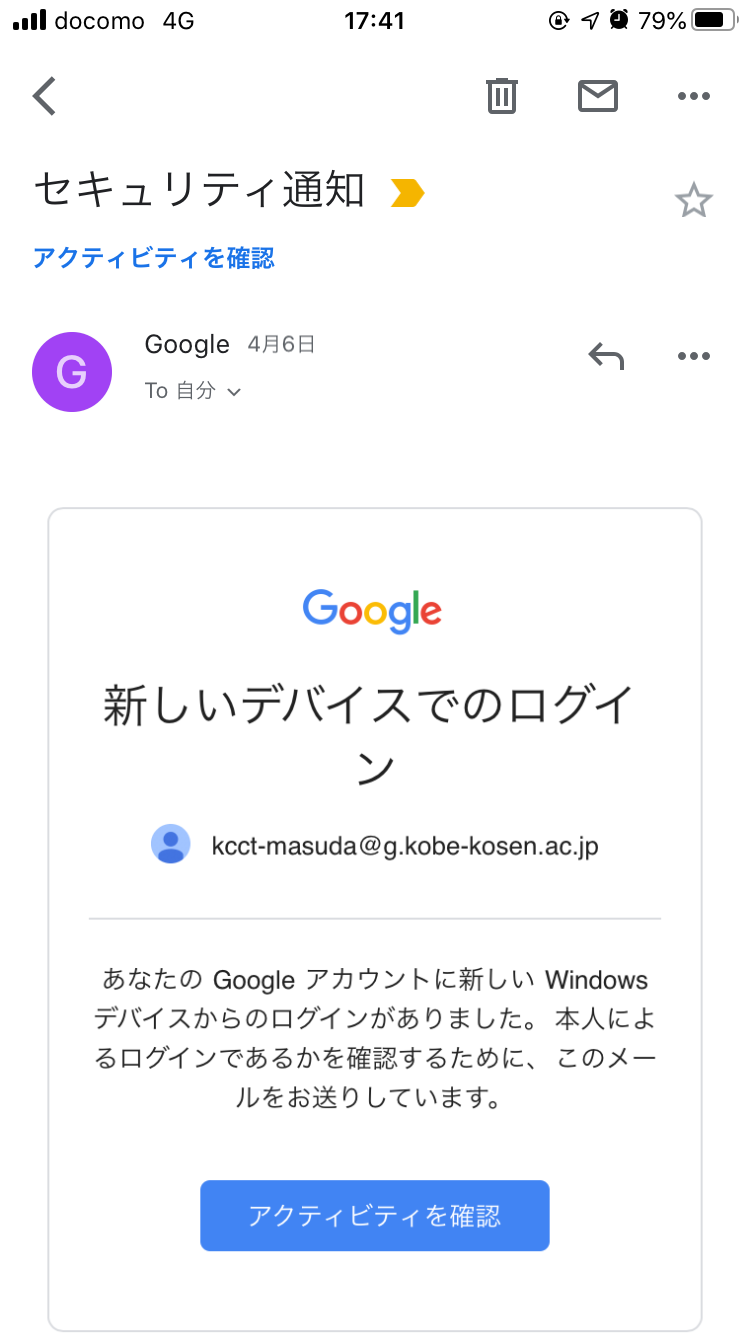 docomo 4G 17:41 79%
セキュリティ通知
アクティビティを確認
G
Google 4月6日
To 自分
Google
新しいデバイスでのログイ
ン
kcct-masuda@g.kobe-kosen.ac.jp
あなたの Google アカウントに新しい Windows
デバイスからのログインがありました。 本人によ
るログインであるかを確認するために、 このメー
ルをお送りしています。
アクティビティを確認